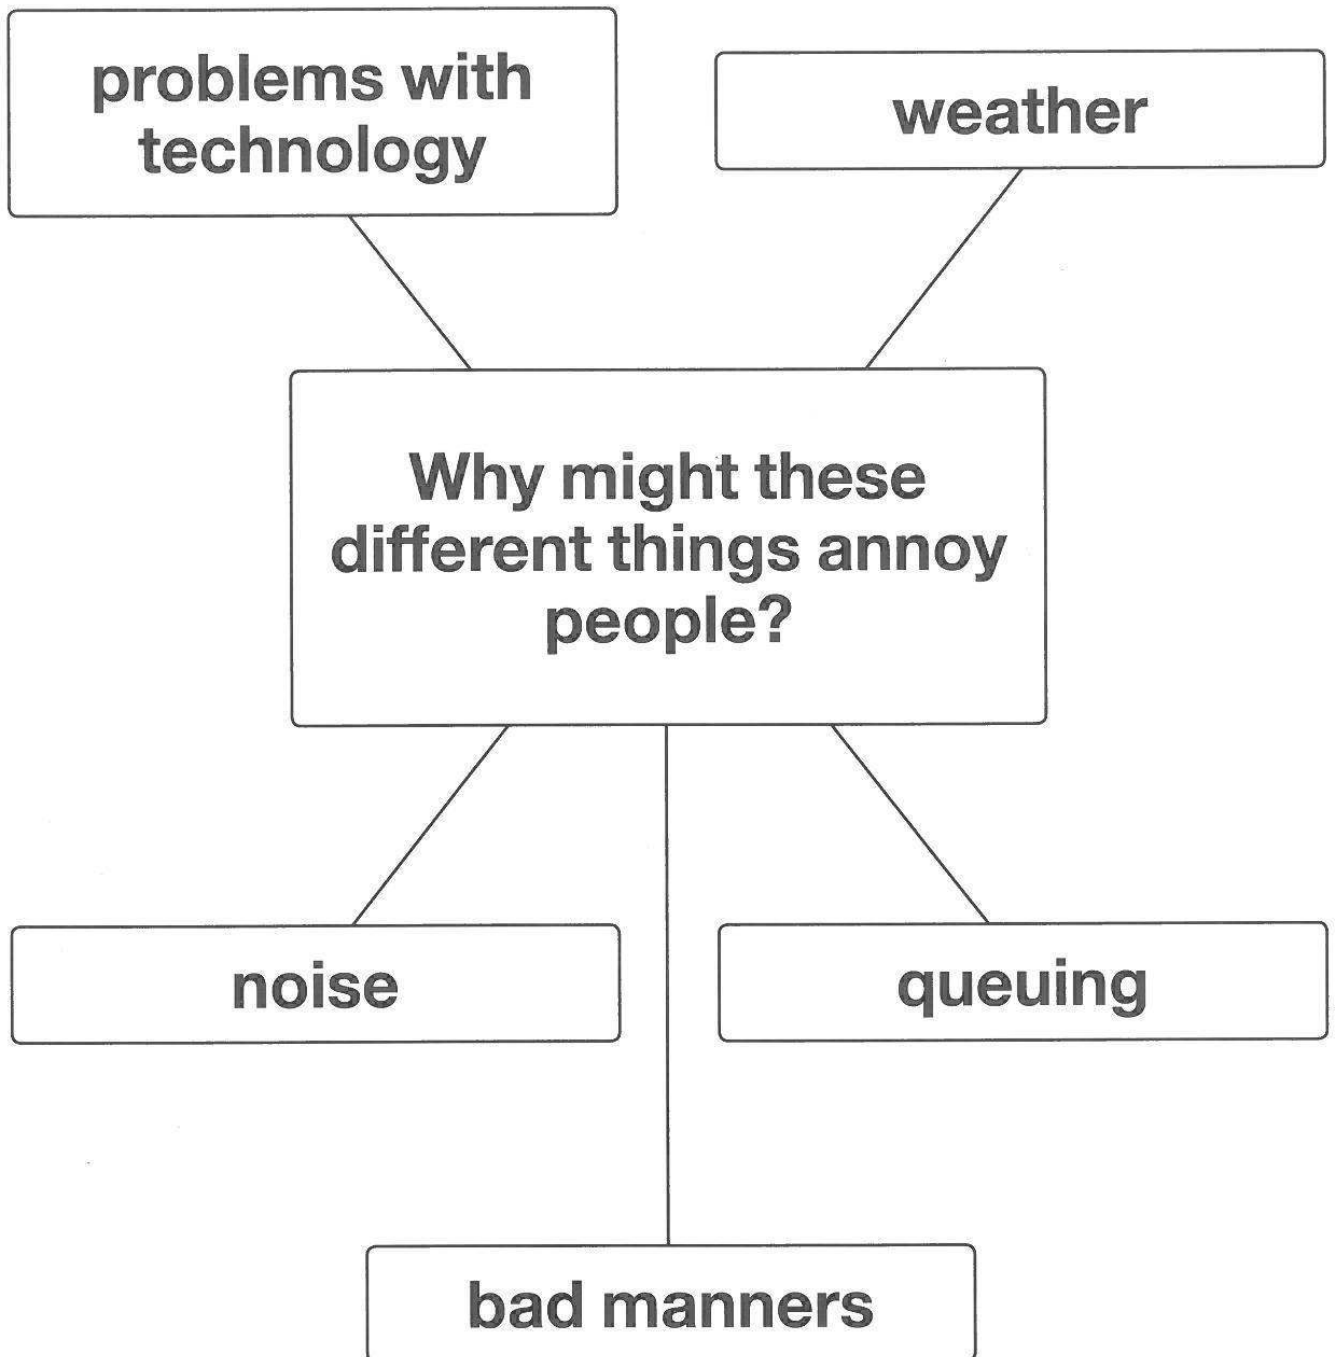 problems with
technology
weather
Why might these
different things annoy
people?
noise
queuing
bad manners